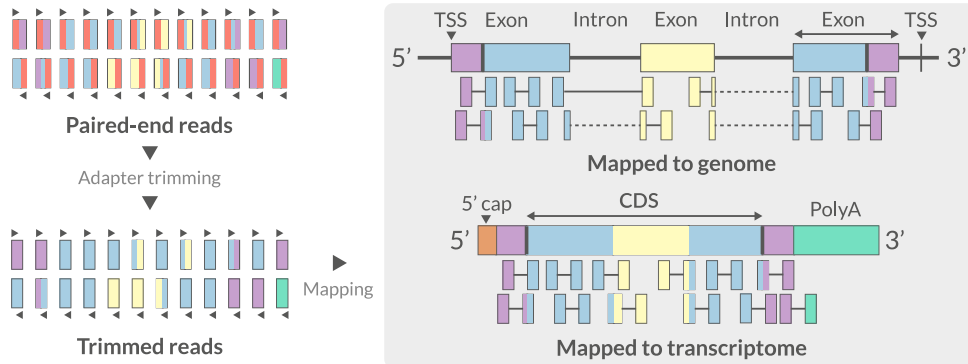 Paired-end reads
Adapter trimming
Trimmed reads
Mapping
TSS Exon Intron Exon Intron Exon TSS
5’ 3’
Mapped to genome
5’ cap CDS PolyA
5’ 3’
Mapped to transcriptome